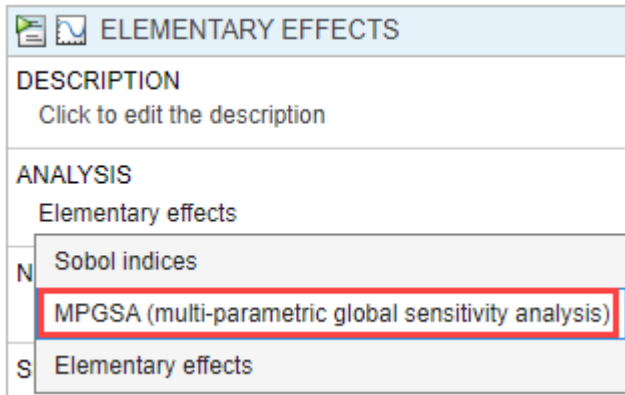 ELEMENTARY EFFECTS
DESCRIPTION
Click to edit the description
ANALYSIS
Elementary effects
N
Sobol indices
MPGSA (multi-parametric global sensitivity analysis)
S
Elementary effects